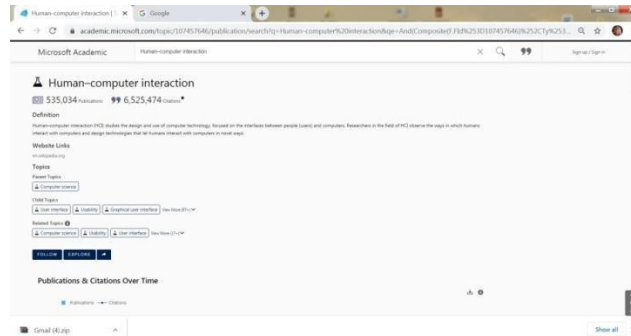 Human-computer interaction |
Google
academic.microsoft.com/topic/107457646/publication/search?q=Human-computer%20interaction&qe=And(Composite(F.FId%253D107457646)%252CTy%253...
Microsoft Academic
Human-computer interaction
Sign up / Sign in
Human–computer interaction
535,034 Publications 6,525,474 Citations*
Definition
Human-computer interaction (HCI) studies the design and use of computer technology, focused on the interfaces between people (users) and computers. Researchers in the field of HCI observe the ways in which humans
interact with computers and design technologies that let humans interact with computers in novel ways.
Website Links
en.wikipedia.org
Topics
Parent Topics
Computer science
Child Topics
User interface Usability Graphical user interface View More
Related Topics
Computer science Usability User interface View More
FOLLOW EXPLORE
Publications & Citations Over Time
Publications Citations
Gmail (4).zip
Show all